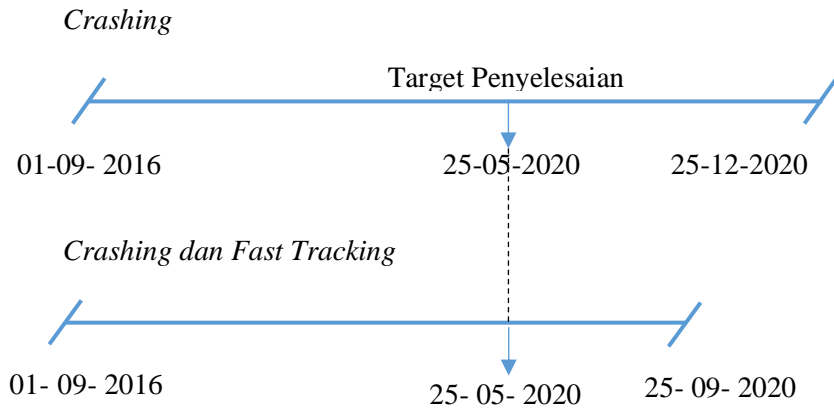 Crashing
Target Penyelesaian
01-09- 2016
25-05-2020
25-12-2020
Crashing dan Fast Tracking
01- 09- 2016
25- 05- 2020
25- 09- 2020